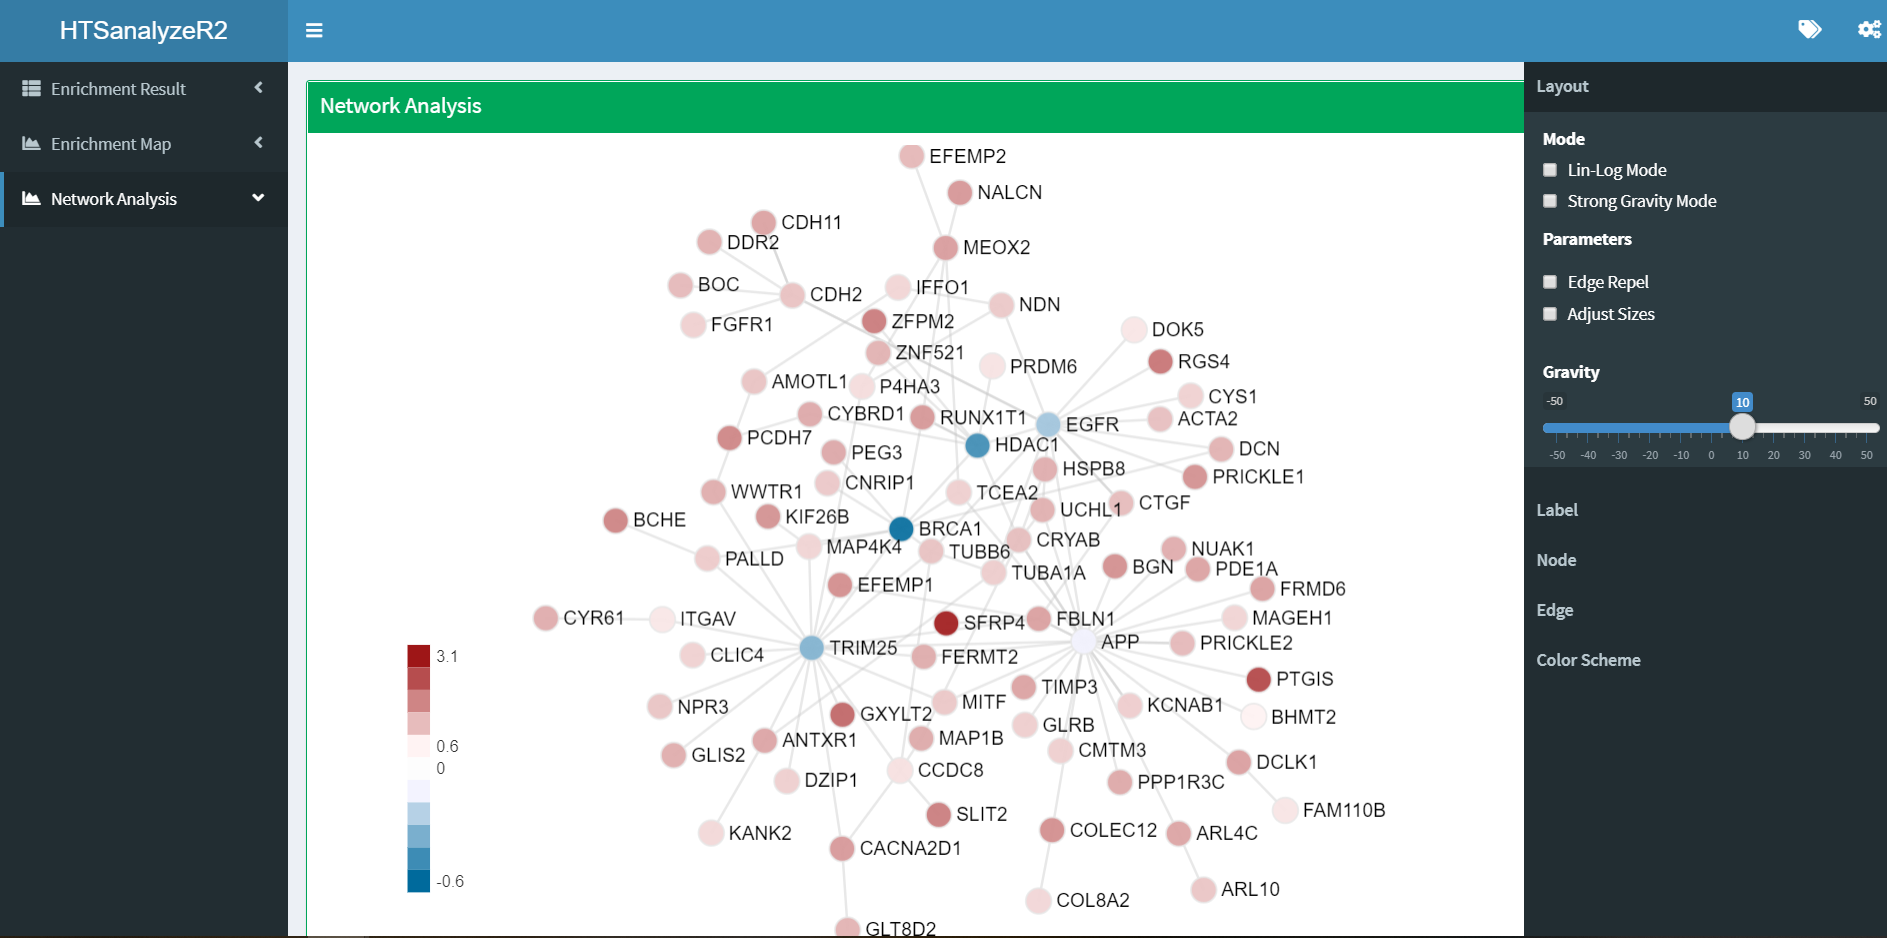 HTSanalyzeR2
Enrichment Result
Enrichment Map
Network Analysis
Network Analysis
EFEMP2
NALCN
CDH11
DDR2
MEOX2
BOC
CDH2
IFFO1
NDN
FGFR1
ZFPM2
DOK5
ZNF521
RGS4
PRDM6
AMOTL1
P4HA3
CYS1
CYBRD1
RUNX1T1
EGFR
ACTA2
PCDH7
HDAC1
DCN
PEG3
HSPB8
PRICKLE1
CNRIP1
WWTR1
TCEA2
CTGF
UCHL1
KIF26B
BCHE
BRCA1
CRYAB
MAP4K4
TUBB6
NUAK1
PALLD
TUBA1A
BGN
PDE1A
EFEMP1
FRMD6
CYR61
ITGAV
SFRP4
FBLN1
MAGEH1
TRIM25
APP
PRICKLE2
CLIC4
FERMT2
PTGIS
TIMP3
NPR3
MITF
KCNAB1
GXYLT2
BHMT2
GLRB
ANTXR1
MAP1B
GLIS2
CMTM3
DCLK1
CCDC8
DZIP1
PPP1R3C
SLIT2
FAM110B
KANK2
COLEC12
ARL4C
CACNA2D1
ARL10
COL8A2
GLT8D2
3.1
0.6
0
-0.6
Layout
Mode
Lin-Log Mode
Strong Gravity Mode
Parameters
Edge Repel
Adjust Sizes
Gravity
-50 10 50
-50 -40 -30 -20 -10 0 10 20 30 40 50
Label
Node
Edge
Color Scheme